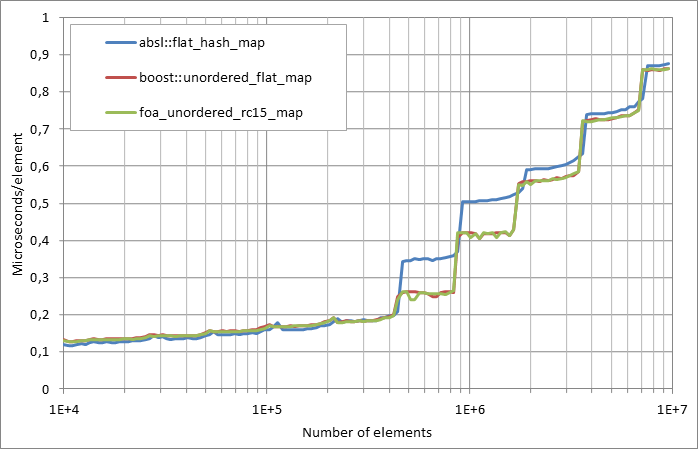 1
0,9
0,8
0,7
0,6
0,5
0,4
0,3
0,2
0,1
0
Microseconds/element
absl::flat_hash_map
boost::unordered_flat_map
foa_unordered_rc15_map
1E+4 1E+5 1E+6 1E+7
Number of elements